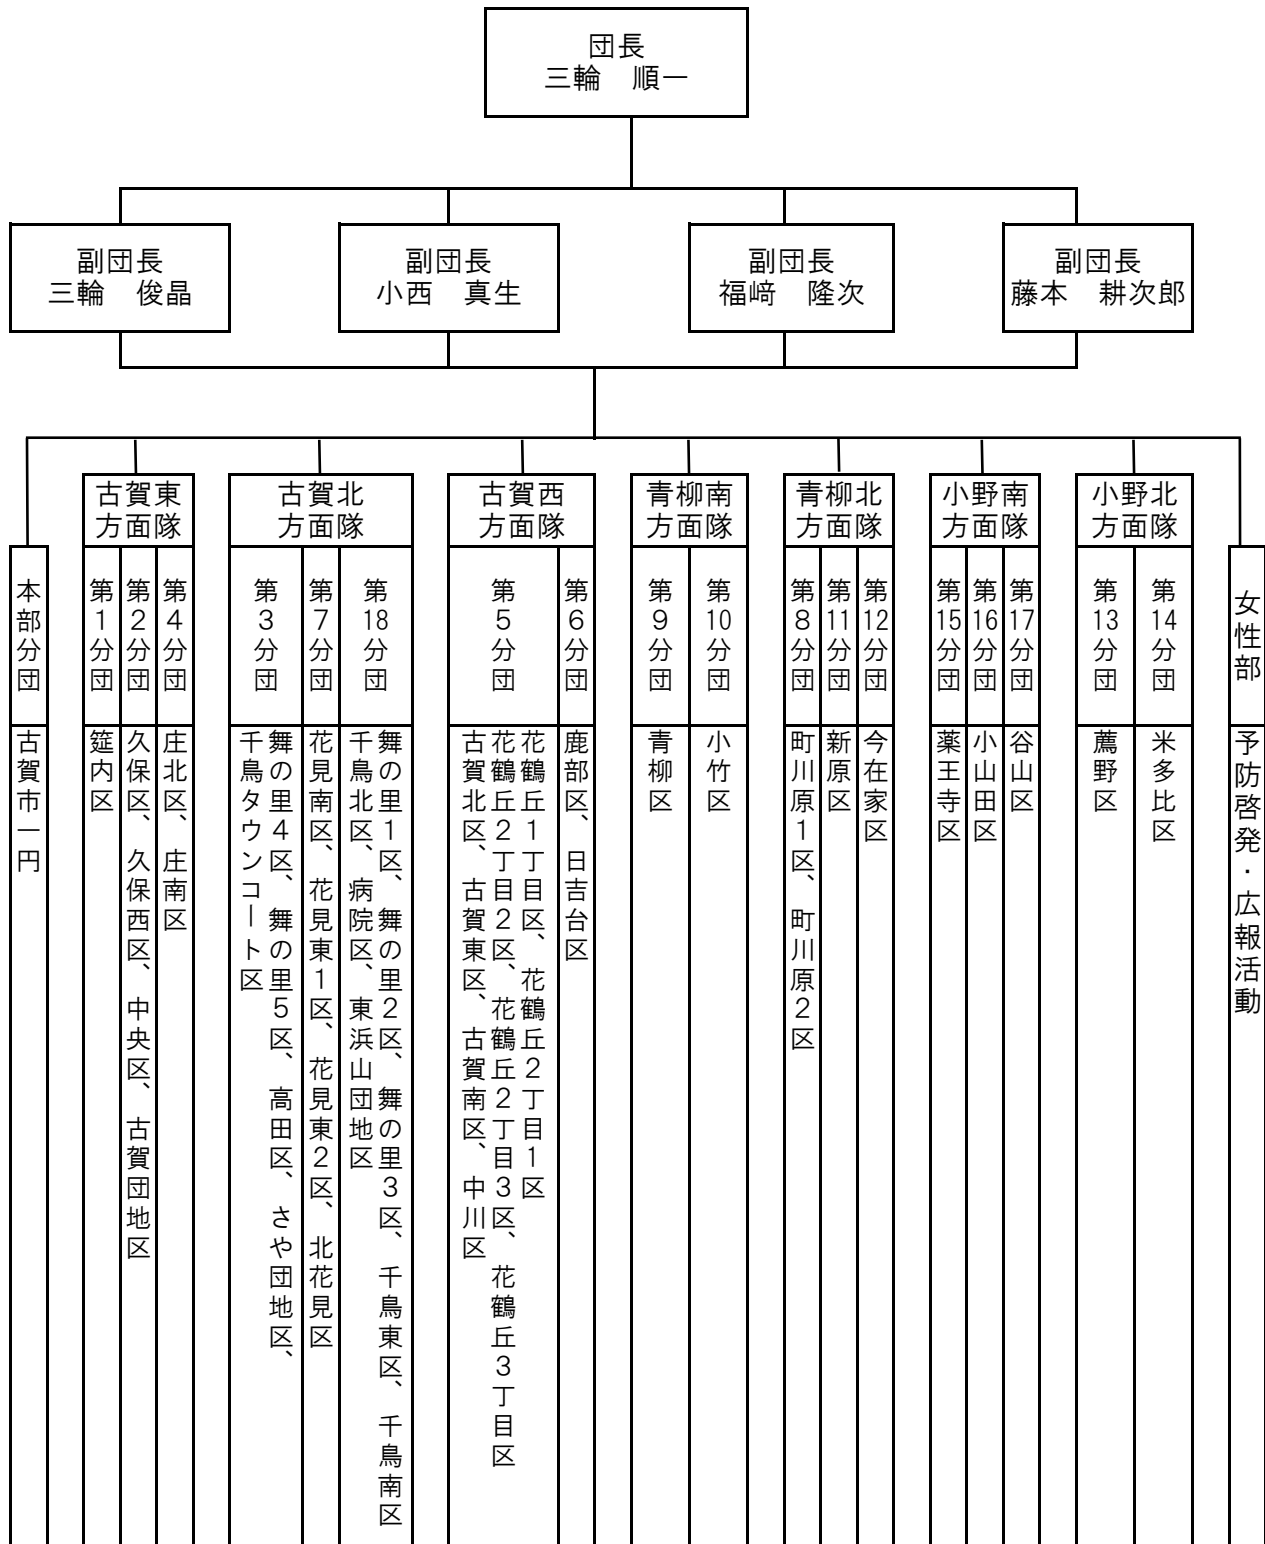 団長
三輪　順一
副団長
三輪　俊晶
副団長
小西　真生
副団長
福﨑　隆次
副団長
藤本　耕次郎
本部分団
古賀市一円
古賀東
方面隊
第1分団
筵内区
第2分団
久保区、久保西区、中央区、古賀団地区
第4分団
庄北区、庄南区
古賀北
方面隊
第3分団
舞の里4区、舞の里5区、高田区、さや団地区、
千鳥タウンコート区
第7分団
花見南区、花見東1区、花見東2区、北花見区
第18分団
舞の里1区、舞の里2区、舞の里3区、千鳥東区、千鳥南区
千鳥北区、病院区、東浜山団地区
古賀西
方面隊
第5分団
花鶴丘1丁目区、花鶴丘2丁目1区
花鶴丘2丁目2区、花鶴丘2丁目3区、花鶴丘3丁目区
古賀北区、古賀東区、古賀南区、中川区
第6分団
鹿部区、日吉台区
青柳南
方面隊
第9分団
青柳区
第10分団
小竹区
青柳北
方面隊
第8分団
町川原1区、町川原2区
第11分団
新原区
第12分団
今在家区
小野南
方面隊
第15分団
薬王寺区
第16分団
小山田区
第17分団
谷山区
小野北
方面隊
第13分団
薦野区
第14分団
米多比区
女性部
予防啓発・広報活動